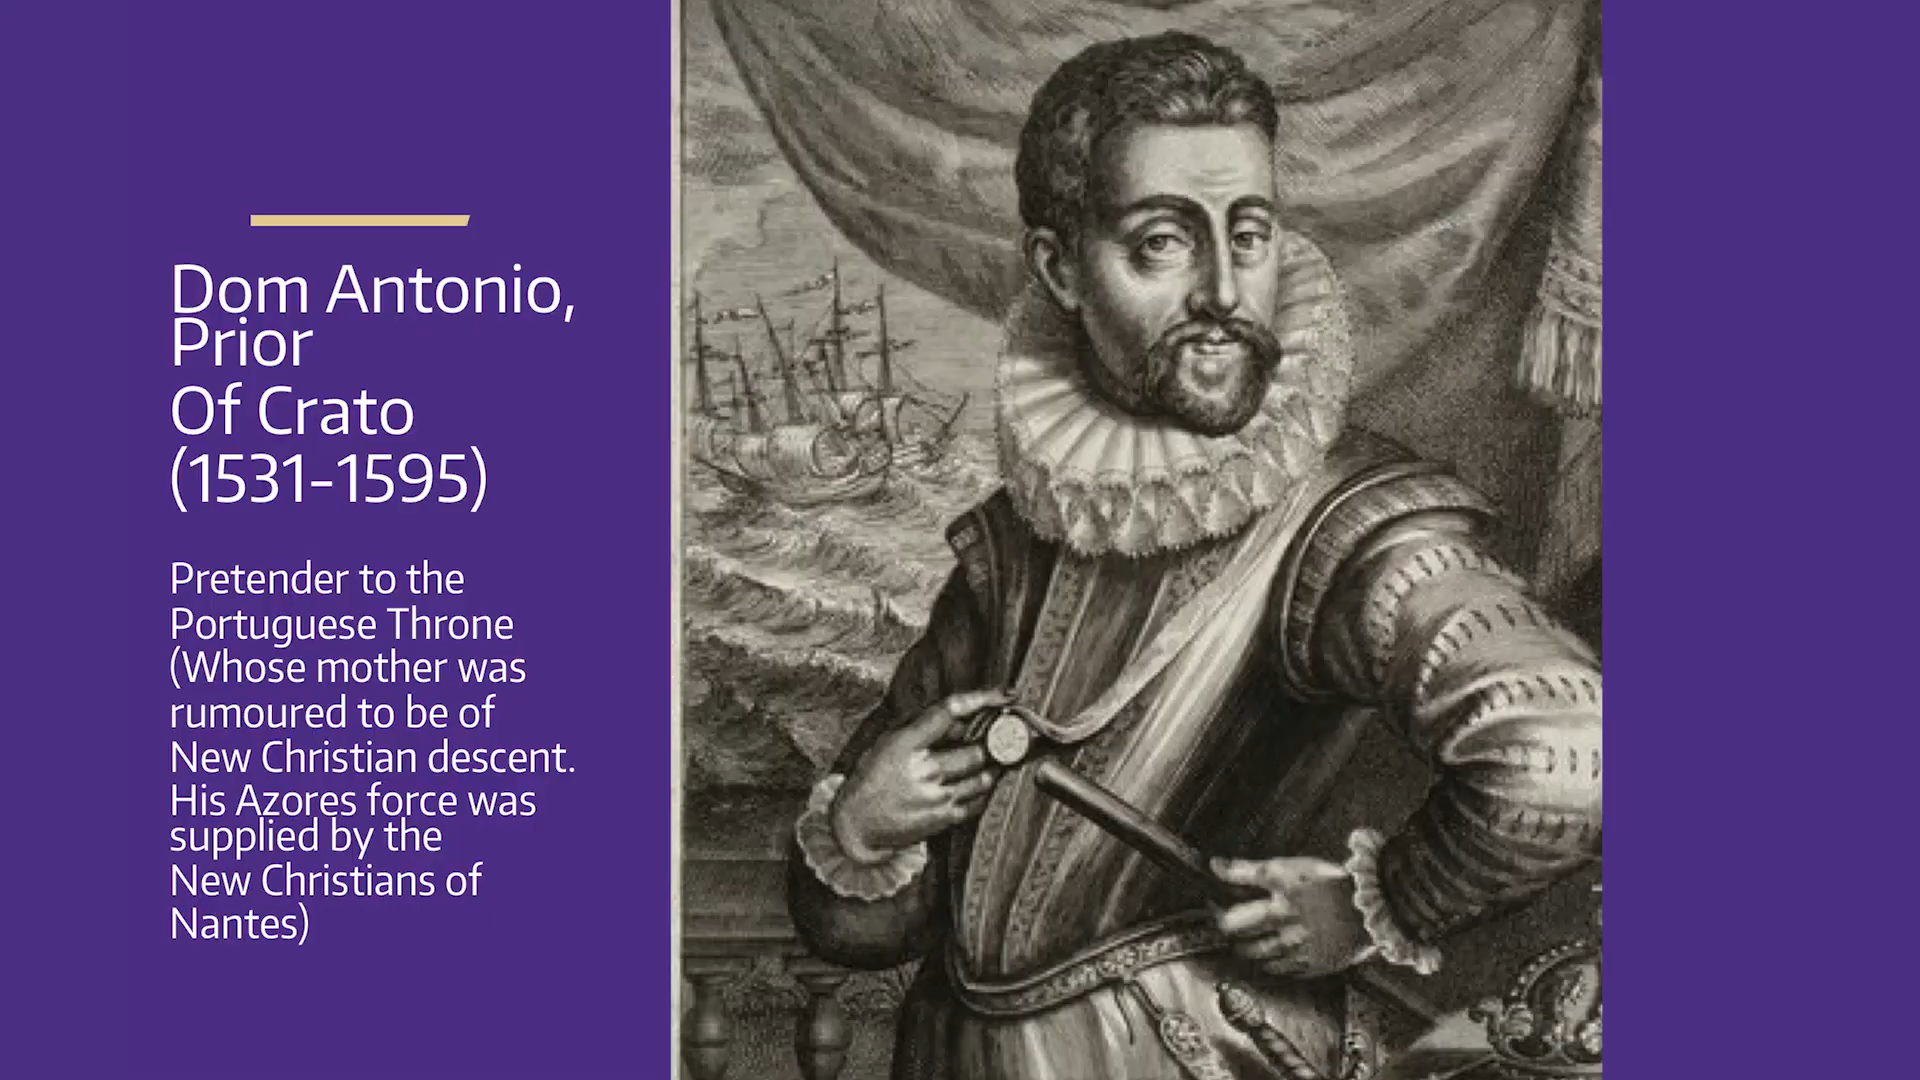 Dom Antonio,
Prior
Of Crato
(1531-1595)
Pretender to the
Portuguese Throne
(Whose mother was
rumoured to be of
New Christian descent.
His Azores force was
supplied by the
New Christians of
Nantes)